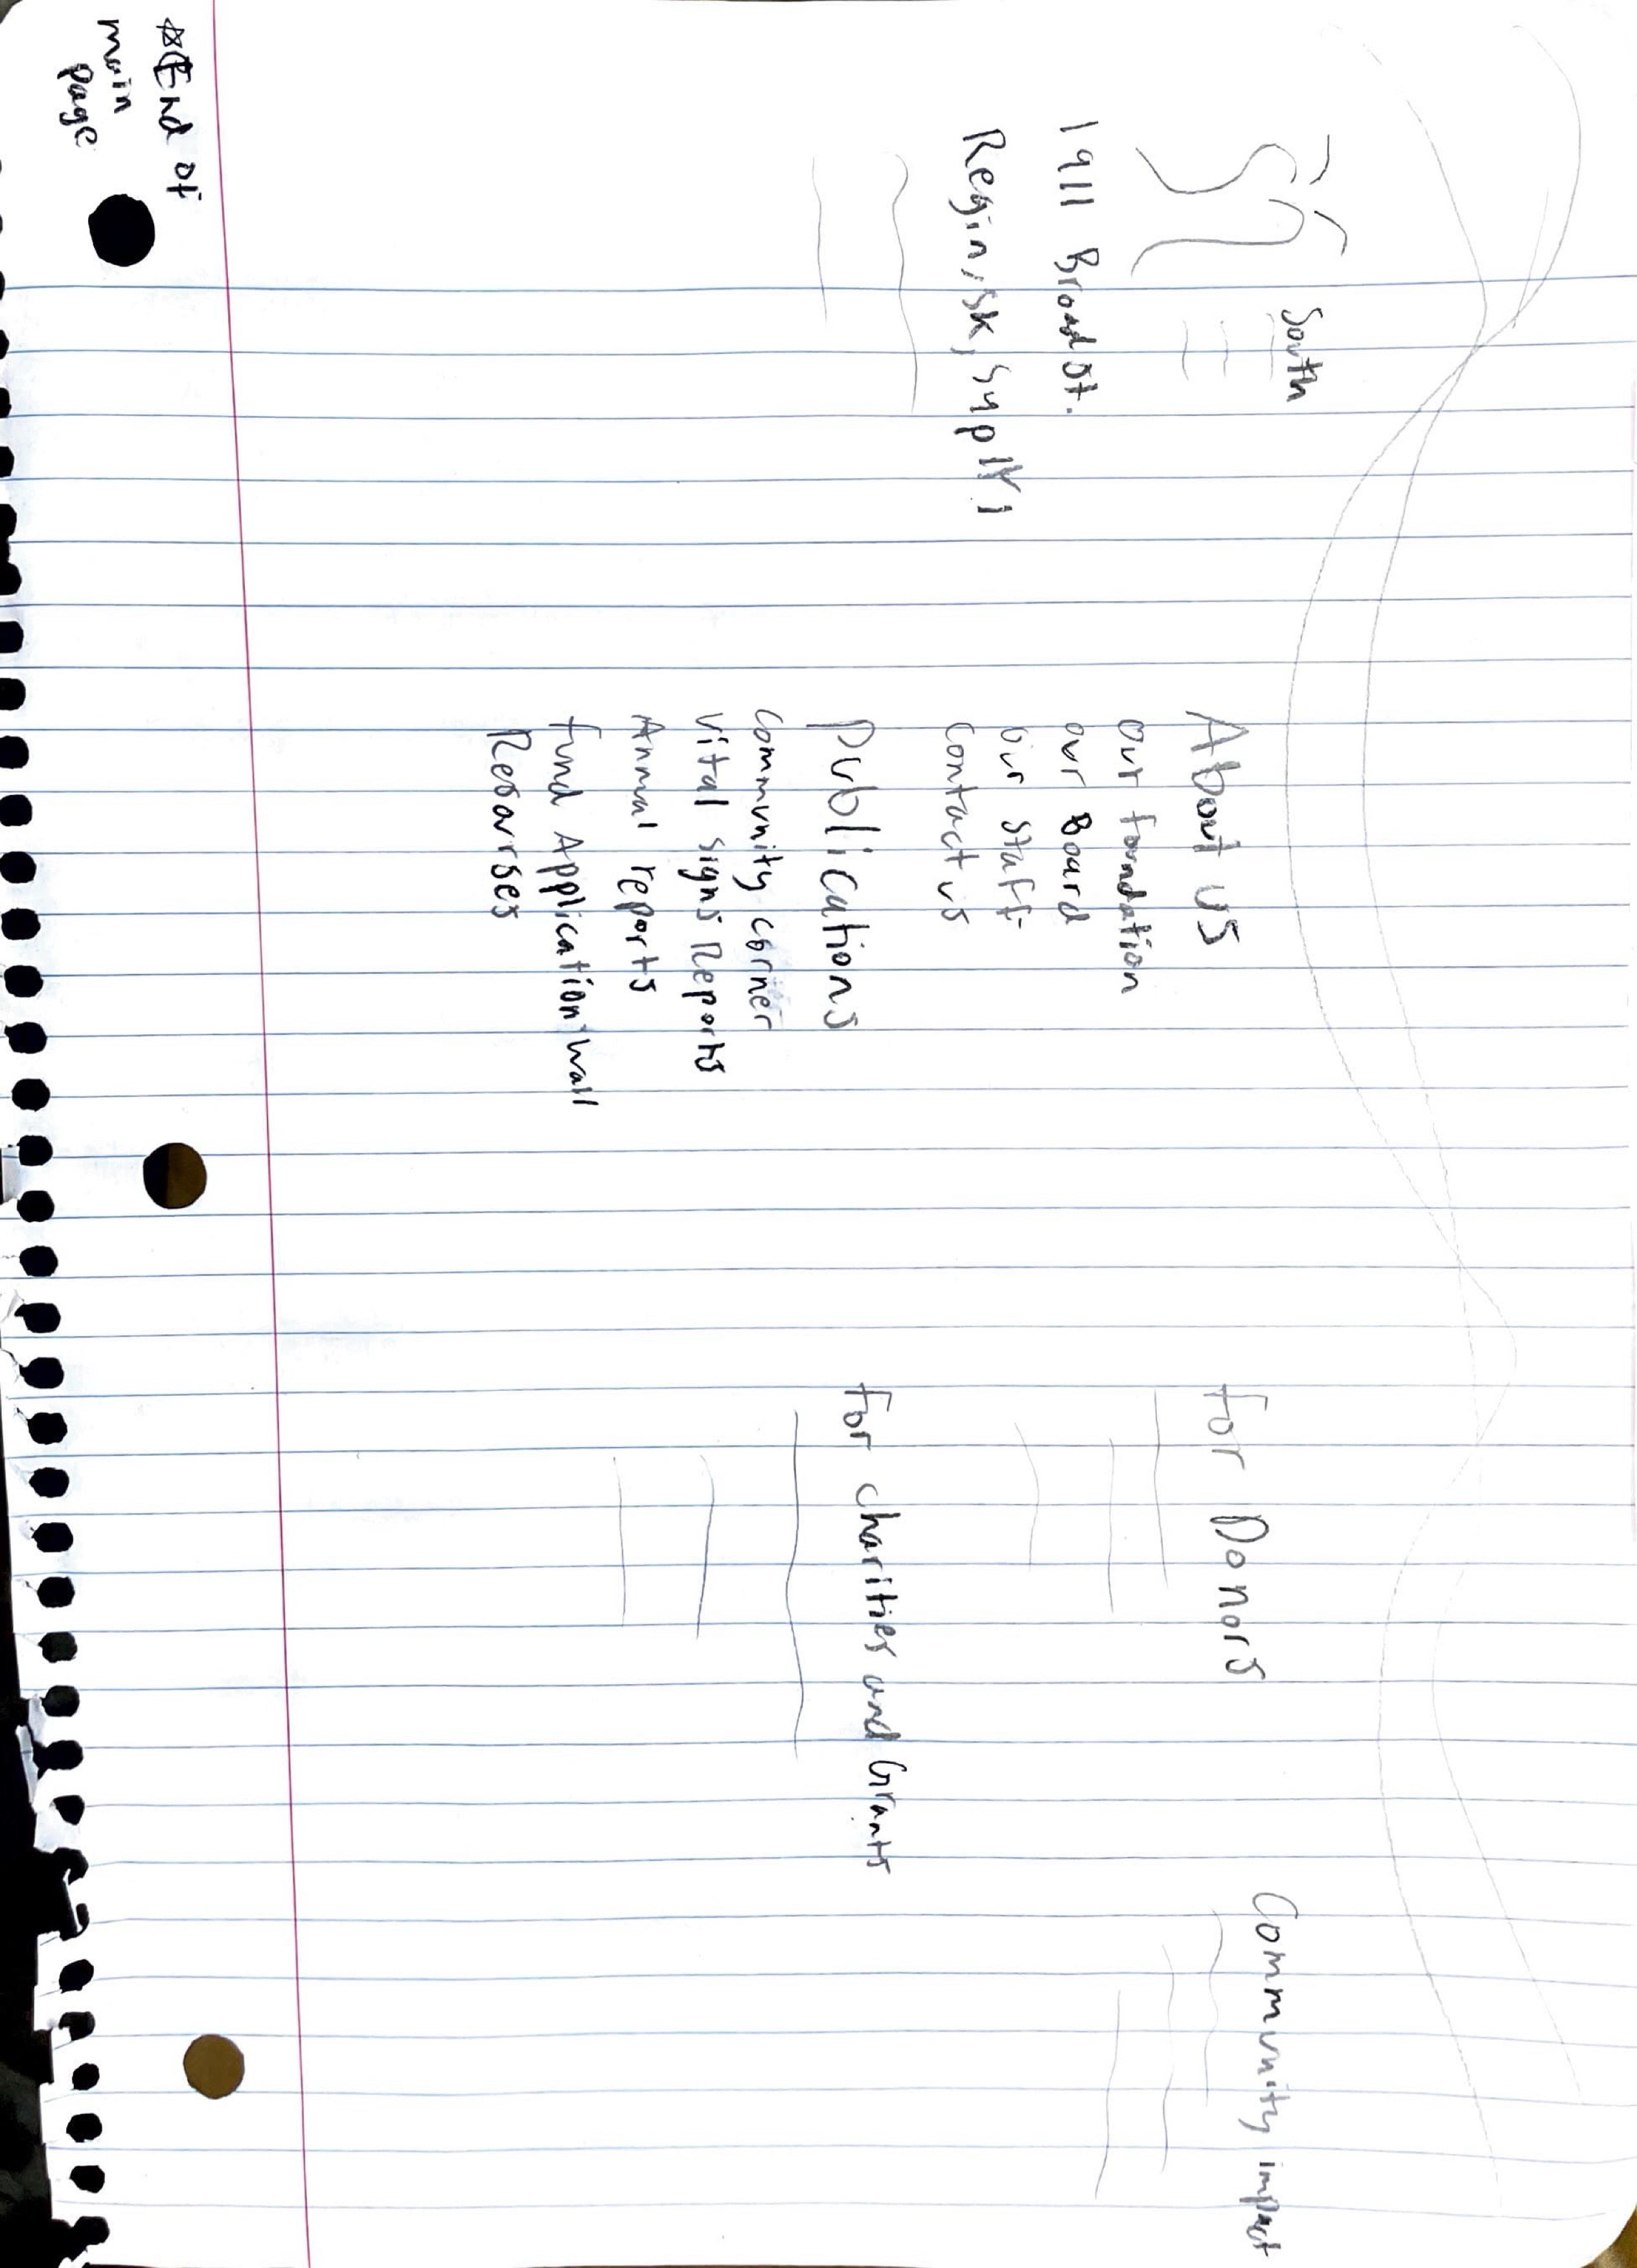 South
1911 Broad St.
Regin, SK, S4P 1Y1
About us
Our foundation
our Board
Our staff
Contact us
Publications
Community corner
Vital signs Reports
Annual reports
fund Application wall
Resourses
For Donors
For charities and Grants
Community impact
End of
main
page